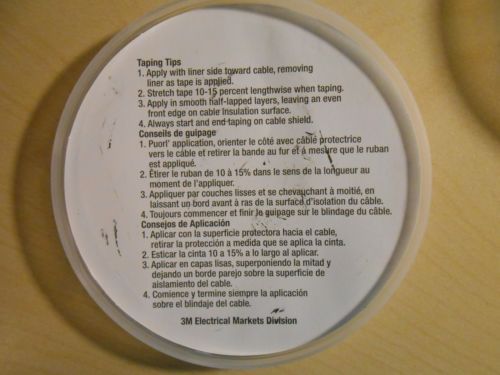 Taping Tips
1. Apply with liner side toward cable, removing
liner as tape is applied.
2. Stretch tape 10-15 percent lengthwise when taping.
3. Apply in smooth half-lapped layers, leaving an even
front edge on cable Insulation surface.
4. Always start and end taping on cable shield.
Conseils de guipage
1. Puorl' application, orienter le côté avec câble protectrice
vers le câble et retirer la bande au fur et á mesure que le ruban
est appliqué.
2. Étirer le ruban de 10 à 15% dans le sens de la longueur au
moment de l'appliquer.
3. Appliquer par couches lisses et se chevauchant à moitié, en
laissant un bord avant à ras de la surface d'isolation du câble.
4. Toujours commencer et finir le guipage sur le blindage du câble.
Consejos de Aplicación
1. Aplicar con la superficie protectora hacia el cable,
retirar la protección a medida que se aplica la cinta.
2. Esticar la cinta 10 a 15% a lo largo al aplicar.
3. Aplicar en capas lisas, superponiendo la mitad y
dejando un borde parejo sobre la superficie de
aislamiento del cable.
4. Comience y termine siempre la aplicación
sobre el blindaje del cable.
3M Electrical Markets Division